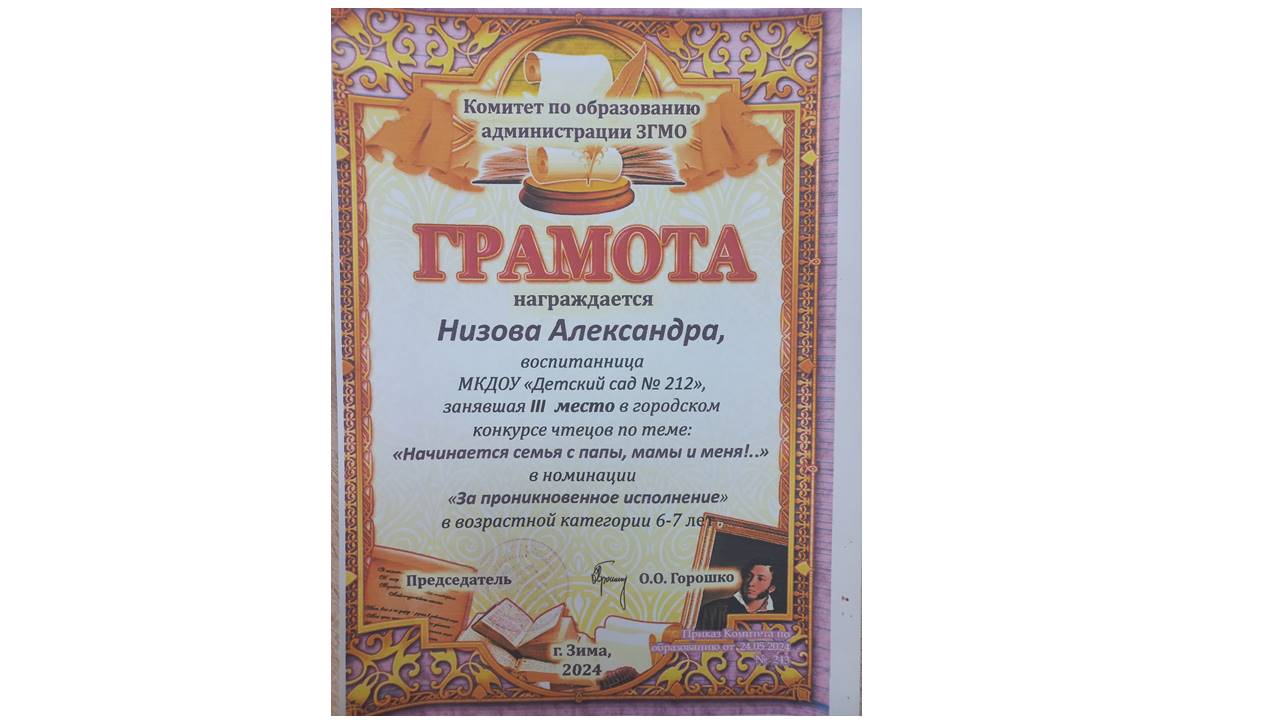 Комитет по образованию
администрации ЗГМО
ГРАМОТА
награждается
Низова Александра,
воспитанница
МКДОУ «Детский сад № 212»,
занявшая III место в городском
конкурсе чтецов по теме:
«Начинается семья с папы, мамы и меня!..»
в номинации
«За проникновенное исполнение»
в возрастной категории 6-7 лет
Председатель
О.О. Горошко
г. Зима,
2024
Приказ Комитета по
образованию от 24.05.2024
№ 213